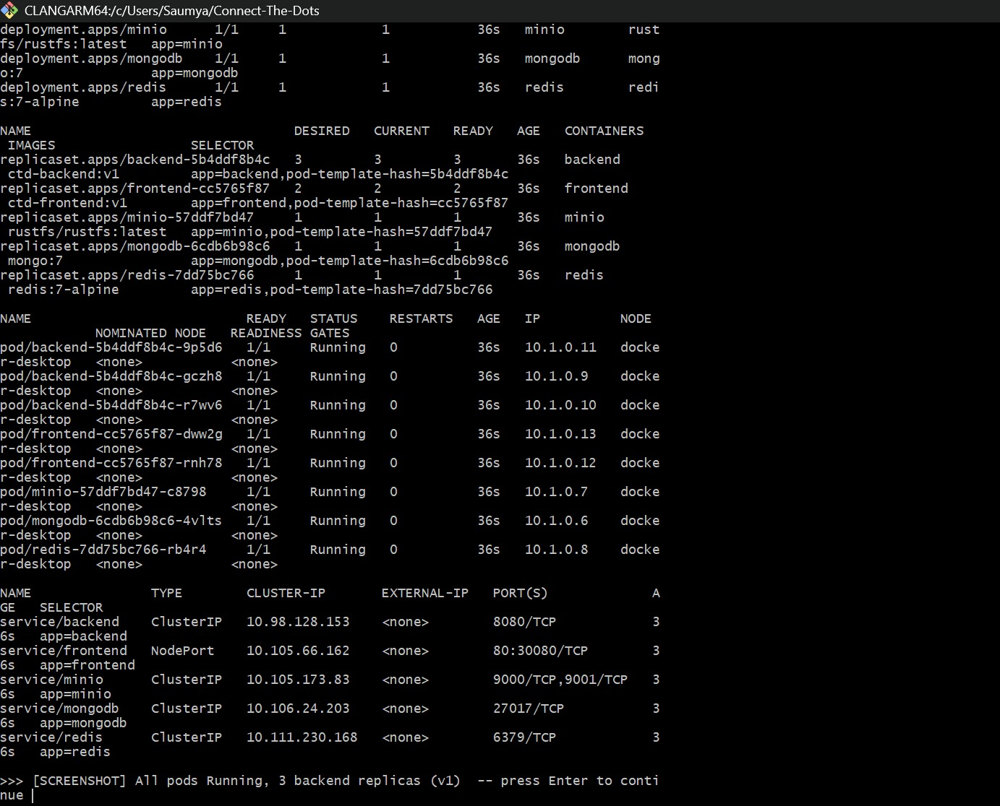 CLANGARM64:/c/Users/Saumya/Connect-The-Dots
deployment.apps/minio      1/1     1            1           36s   minio        rust
fs/rustfs:latest   app=minio
deployment.apps/mongodb    1/1     1            1           36s   mongodb      mong
o:7                app=mongodb
deployment.apps/redis      1/1     1            1           36s   redis        redi
s:7-alpine         app=redis
NAME                                 DESIRED   CURRENT   READY   AGE   CONTAINERS
 IMAGES                 SELECTOR
replicaset.apps/backend-5b4ddf8b4c   3         3         3       36s   backend
 ctd-backend:v1         app=backend,pod-template-hash=5b4ddf8b4c
replicaset.apps/frontend-cc5765f87   2         2         2       36s   frontend
 ctd-frontend:v1        app=frontend,pod-template-hash=cc5765f87
replicaset.apps/minio-57ddf7bd47     1         1         1       36s   minio
 rustfs/rustfs:latest   app=minio,pod-template-hash=57ddf7bd47
replicaset.apps/mongodb-6cdb6b98c6   1         1         1       36s   mongodb
 mongo:7                app=mongodb,pod-template-hash=6cdb6b98c6
replicaset.apps/redis-7dd75bc766     1         1         1       36s   redis
 redis:7-alpine         app=redis,pod-template-hash=7dd75bc766
NAME                           READY   STATUS    RESTARTS   AGE   IP          NODE
            NOMINATED NODE   READINESS GATES
pod/backend-5b4ddf8b4c-9p5d6   1/1     Running   0          36s   10.1.0.11   docke
r-desktop   <none>           <none>
pod/backend-5b4ddf8b4c-gczh8   1/1     Running   0          36s   10.1.0.9    docke
r-desktop   <none>           <none>
pod/backend-5b4ddf8b4c-r7wv6   1/1     Running   0          36s   10.1.0.10   docke
r-desktop   <none>           <none>
pod/frontend-cc5765f87-dww2g   1/1     Running   0          36s   10.1.0.13   docke
r-desktop   <none>           <none>
pod/frontend-cc5765f87-rnh78   1/1     Running   0          36s   10.1.0.12   docke
r-desktop   <none>           <none>
pod/minio-57ddf7bd47-c8798     1/1     Running   0          36s   10.1.0.7    docke
r-desktop   <none>           <none>
pod/mongodb-6cdb6b98c6-4vlts   1/1     Running   0          36s   10.1.0.6    docke
r-desktop   <none>           <none>
pod/redis-7dd75bc766-rb4r4     1/1     Running   0          36s   10.1.0.8    docke
r-desktop   <none>           <none>
NAME               TYPE        CLUSTER-IP       EXTERNAL-IP   PORT(S)             A
GE   SELECTOR
service/backend    ClusterIP   10.98.128.153    <none>        8080/TCP            3
6s   app=backend
service/frontend   NodePort    10.105.66.162    <none>        80:30080/TCP        3
6s   app=frontend
service/minio      ClusterIP   10.105.173.83    <none>        9000/TCP,9001/TCP   3
6s   app=minio
service/mongodb    ClusterIP   10.106.24.203    <none>        27017/TCP           3
6s   app=mongodb
service/redis      ClusterIP   10.111.230.168   <none>        6379/TCP            3
6s   app=redis
>>> [SCREENSHOT] All pods Running, 3 backend replicas (v1)  -- press Enter to conti
nue